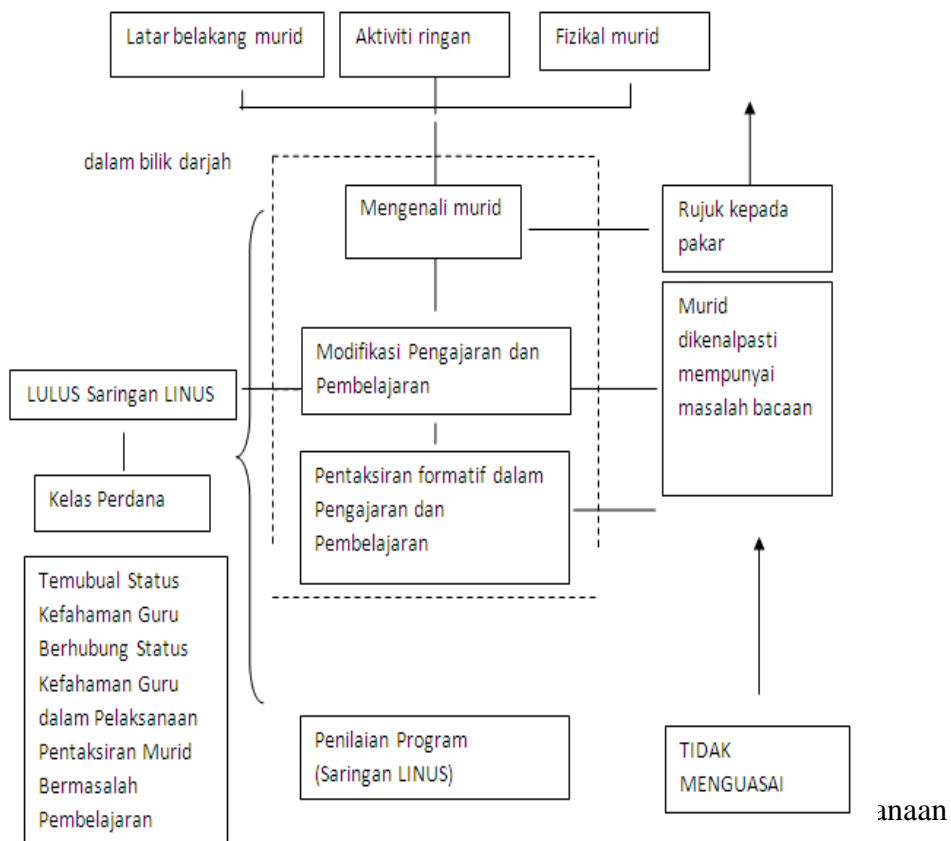 Latar belakang murid
Aktiviti ringan
Fizikal murid
dalam bilik darjah
Mengenali murid
Rujuk kepada
pakar
Murid
dikenalpasti
mempunyai
masalah bacaan
Modifikasi Pengajaran dan
Pembelajaran
LULUS Saringan LINUS
Kelas Perdana
Pentaksiran formatif dalam
Pengajaran dan
Pembelajaran
Temubual Status
Kefahaman Guru
Berhubung Status
Kefahaman Guru
dalam Pelaksanaan
Pentaksiran Murid
Bermasalah
Pembelajaran
Penilaian Program
(Saringan LINUS)
TIDAK
MENGUASAI
anaan